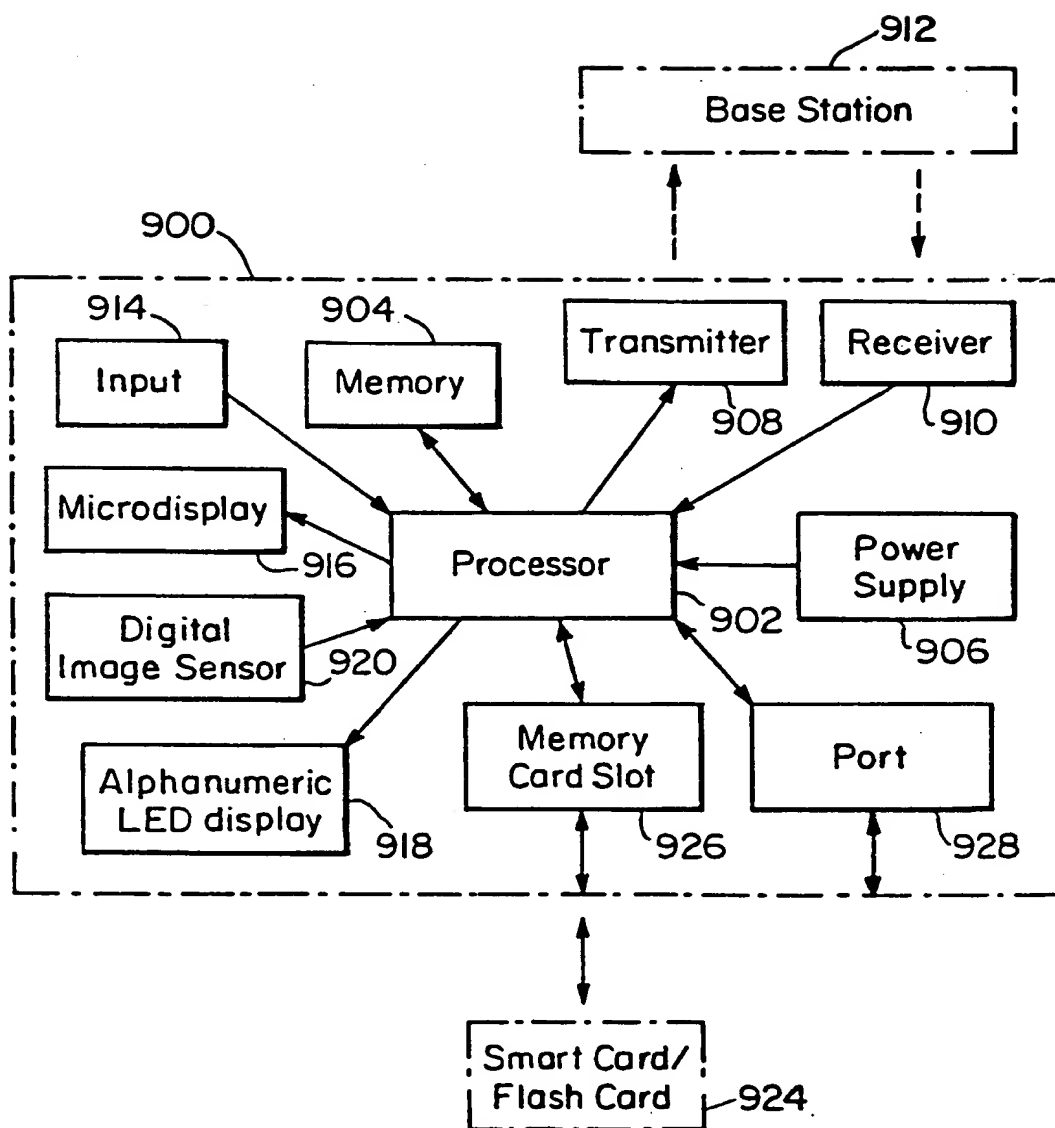 912
Base Station
900
914
904
Input
Memory
Transmitter
908
Receiver
910
Microdisplay
916
Processor
902
Power
Supply
906
Digital
Image Sensor
920
Alphanumeric
LED display
918
Memory
Card Slot
926
Port
928
Smart Card/
Flash Card
924